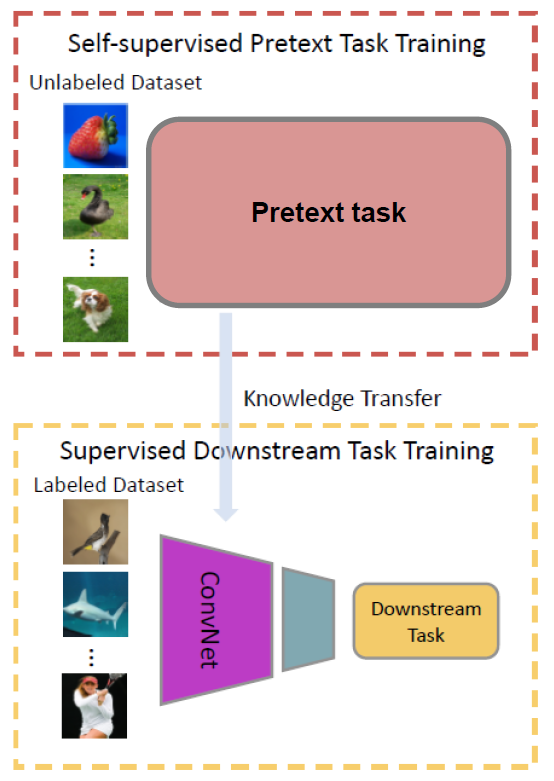 Self-supervised Pretext Task Training
Unlabeled Dataset
Pretext task
...
Knowledge Transfer
Supervised Downstream Task Training
Labeled Dataset
ConvNet
Downstream
Task
...